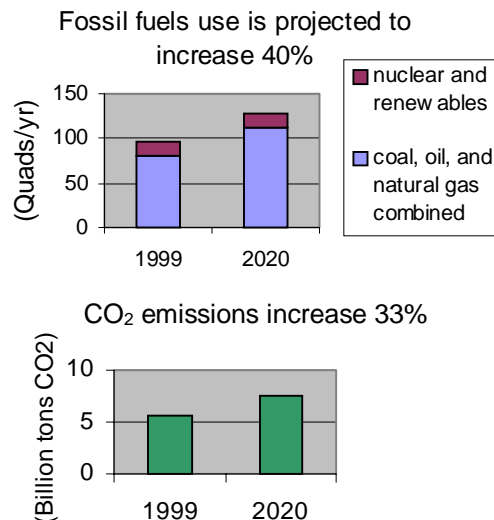 Fossil fuels use is projected to
increase 40%
(Quads/yr)
150
100
50
0
1999 2020
nuclear and
renew ables
coal, oil, and
natural gas
combined
CO₂ emissions increase 33%
(Billion tons CO2)
10
5
0
1999 2020